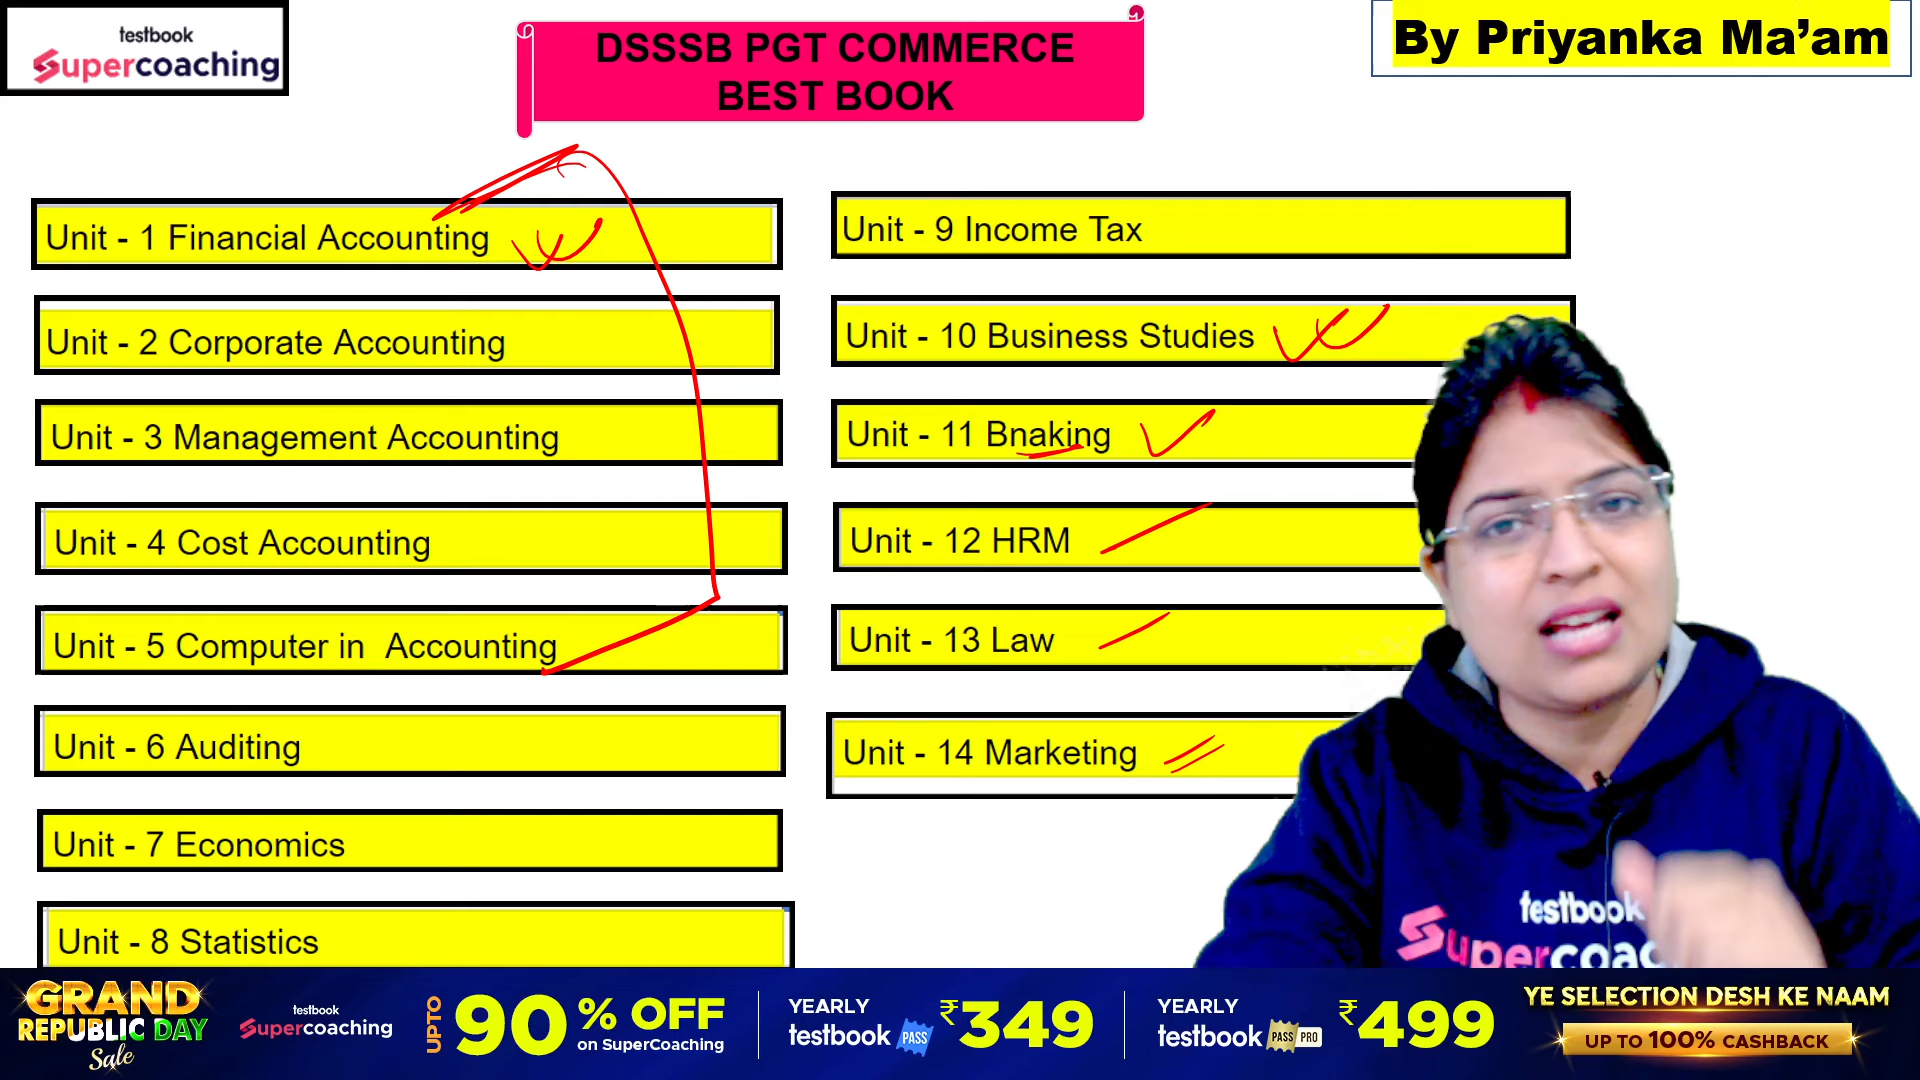 testbook
Supercoaching
DSSSB PGT COMMERCE
BEST BOOK
By Priyanka Ma’am
Unit - 1 Financial Accounting
Unit - 2 Corporate Accounting
Unit - 3 Management Accounting
Unit - 4 Cost Accounting
Unit - 5 Computer in  Accounting
Unit - 6 Auditing
Unit - 7 Economics
Unit - 8 Statistics
Unit - 9 Income Tax
Unit - 10 Business Studies
Unit - 11 Bnaking
Unit - 12 HRM
Unit - 13 Law
Unit - 14 Marketing
testbook
Supercoac
GRAND
REPUBLIC DAY
Sale
testbook
Supercoaching
UPTO
90% OFF
on SuperCoaching
YEARLY
testbook PASS
₹349
YEARLY
testbook PASS PRO
₹499
YE SELECTION DESH KE NAAM
UP TO 100% CASHBACK